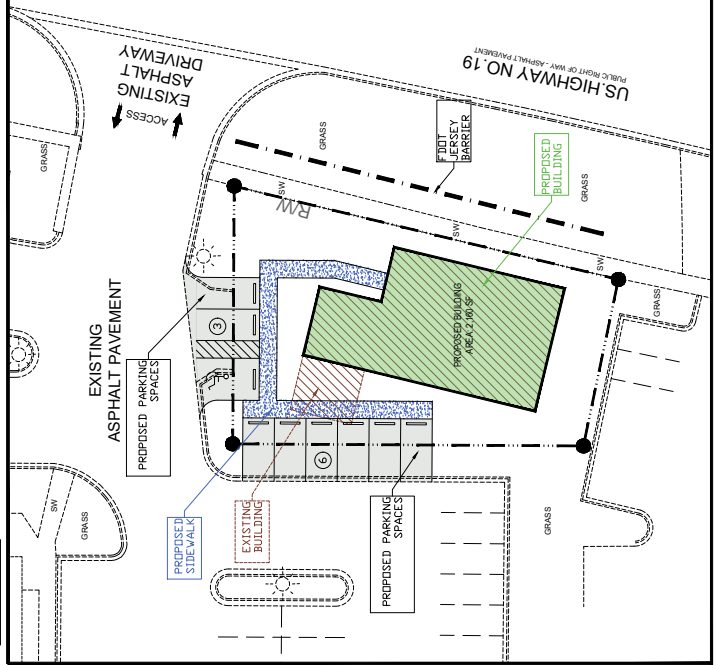 U.S.HIGHWAY NO.19
PUBLIC RIGHT OF WAY - ASPHALT PAVEMENT
EXISTING
ASPHALT
DRIVEWAY
ACCESS
GRASS
GRASS
FDOT
JERSEY
BARRIER
PROPOSED
BUILDING
GRASS
SW
RW
SW
SW
GRASS
EXISTING
ASPHALT PAVEMENT
PROPOSED PARKING
SPACES
3
PROPOSED BUILDING
AREA:2,160 SF
SW
GRASS
PROPOSED
SIDEWALK
EXISTING
BUILDING
6
PROPOSED PARKING
SPACES
GRASS